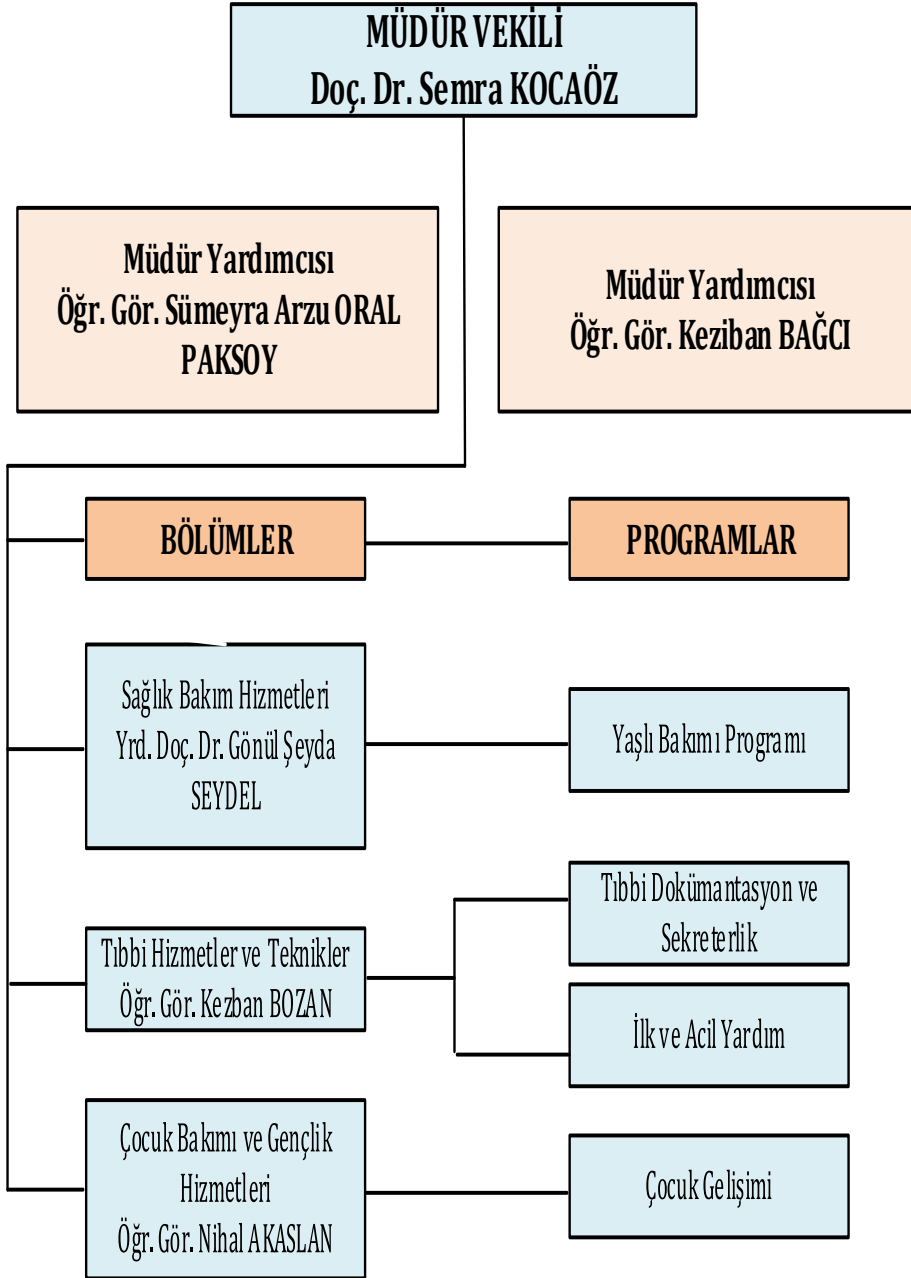 MÜDÜR VEKİLİ
Doç. Dr. Semra KOCAÖZ
Müdür Yardımcısı
Öğr. Gör. Sümeyra Arzu ORAL
PAKSOY
Müdür Yardımcısı
Öğr. Gör. Keziban BAĞCI
BÖLÜMLER
PROGRAMLAR
Sağlık Bakım Hizmetleri
Yrd. Doç. Dr. Gönül Şeyda
SEYDEL
Yaşlı Bakımı Programı
Tıbbi Hizmetler ve Teknikler
Öğr. Gör. Kezban BOZAN
Tıbbi Dokümantasyon ve
Sekreterlik
İlk ve Acil Yardım
Çocuk Bakımı ve Gençlik
Hizmetleri
Öğr. Gör. Nihal AKASLAN
Çocuk Gelişimi